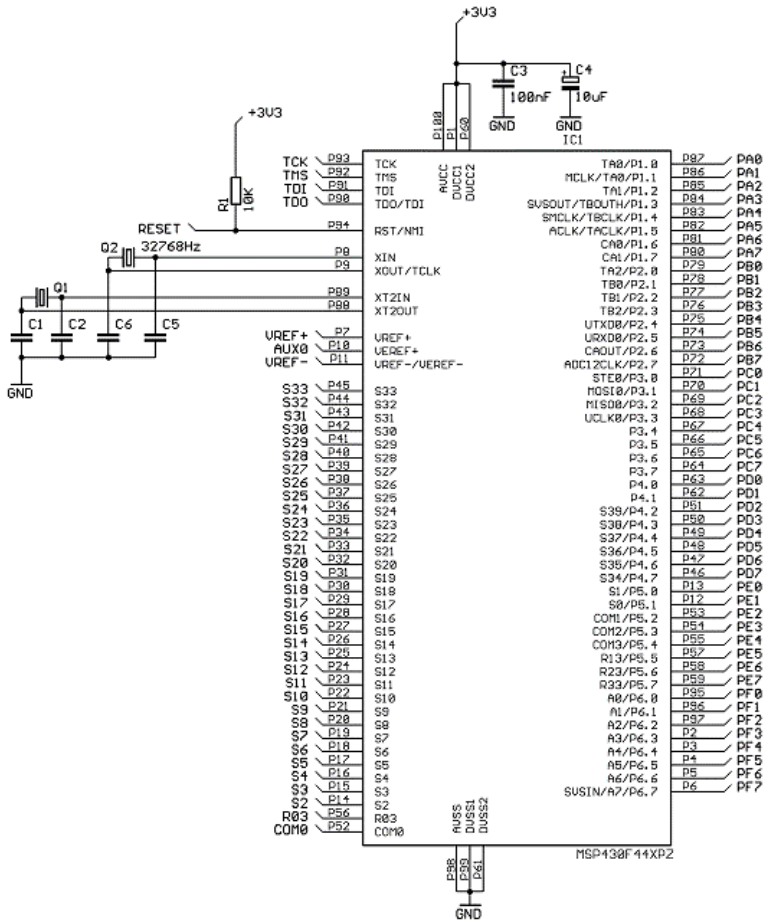 +3V3
C3
100nF
GND
C4
10uF
GND
IC1
P100
P1
P60
AVCC
DVCC1
DVCC2
+3V3
R1
10K
TCK P93 TCK
TMS P92 TMS
TDI P91 TDI
TDO P90 TDO/TDI
RESET P94 RST/NMI
Q2 32768Hz
P8 XIN
P9 XOUT/TCLK
Q1
P89 XT2IN
P88 XT2OUT
C1 C2 C6 C5
GND
VREF+ P7 VREF+
AUX0 P10 VEREF+
VREF- P11 VREF-/VEREF-
S33 P45 S33
S32 P44 S32
S31 P43 S31
S30 P42 S30
S29 P41 S29
S28 P40 S28
S27 P39 S27
S26 P38 S26
S25 P37 S25
S24 P36 S24
S23 P35 S23
S22 P34 S22
S21 P33 S21
S20 P32 S20
S19 P31 S19
S18 P30 S18
S17 P29 S17
S16 P28 S16
S15 P27 S15
S14 P26 S14
S13 P25 S13
S12 P24 S12
S11 P23 S11
S10 P22 S10
S9 P21 S9
S8 P20 S8
S7 P19 S7
S6 P18 S6
S5 P17 S5
S4 P16 S4
S3 P15 S3
S2 P14 S2
R03 P56 R03
COM0 P52 COM0
TA0/P1.0 P87 PA0
MCLK/TA0/P1.1 P86 PA1
TA1/P1.2 P85 PA2
SVSOUT/TBOUTH/P1.3 P84 PA3
SMCLK/TBCLK/P1.4 P83 PA4
ACLK/TACLK/P1.5 P82 PA5
CA0/P1.6 P81 PA6
CA1/P1.7 P80 PA7
TA2/P2.0 P79 PB0
TB0/P2.1 P78 PB1
TB1/P2.2 P77 PB2
TB2/P2.3 P76 PB3
UTXD0/P2.4 P75 PB4
URXD0/P2.5 P74 PB5
CAOUT/P2.6 P73 PB6
ADC12CLK/P2.7 P72 PB7
STE0/P3.0 P71 PC0
MOSI0/P3.1 P70 PC1
MISO0/P3.2 P69 PC2
UCLK0/P3.3 P68 PC3
P3.4 P67 PC4
P3.5 P66 PC5
P3.6 P65 PC6
P3.7 P64 PC7
P4.0 P63 PD0
P4.1 P62 PD1
S39/P4.2 P51 PD2
S38/P4.3 P50 PD3
S37/P4.4 P49 PD4
S36/P4.5 P48 PD5
S35/P4.6 P47 PD6
S34/P4.7 P46 PD7
S1/P5.0 P13 PE0
S0/P5.1 P12 PE1
COM1/P5.2 P53 PE2
COM2/P5.3 P54 PE3
COM3/P5.4 P55 PE4
R13/P5.5 P57 PE5
R23/P5.6 P58 PE6
R33/P5.7 P59 PE7
A0/P6.0 P95 PF0
A1/P6.1 P96 PF1
A2/P6.2 P97 PF2
A3/P6.3 P2 PF3
A4/P6.4 P3 PF4
A5/P6.5 P4 PF5
A6/P6.6 P5 PF6
SVSIN/A7/P6.7 P6 PF7
AVSS
DVSS1
DVSS2
P98
P99
P61
GND
MSP430F44XPZ